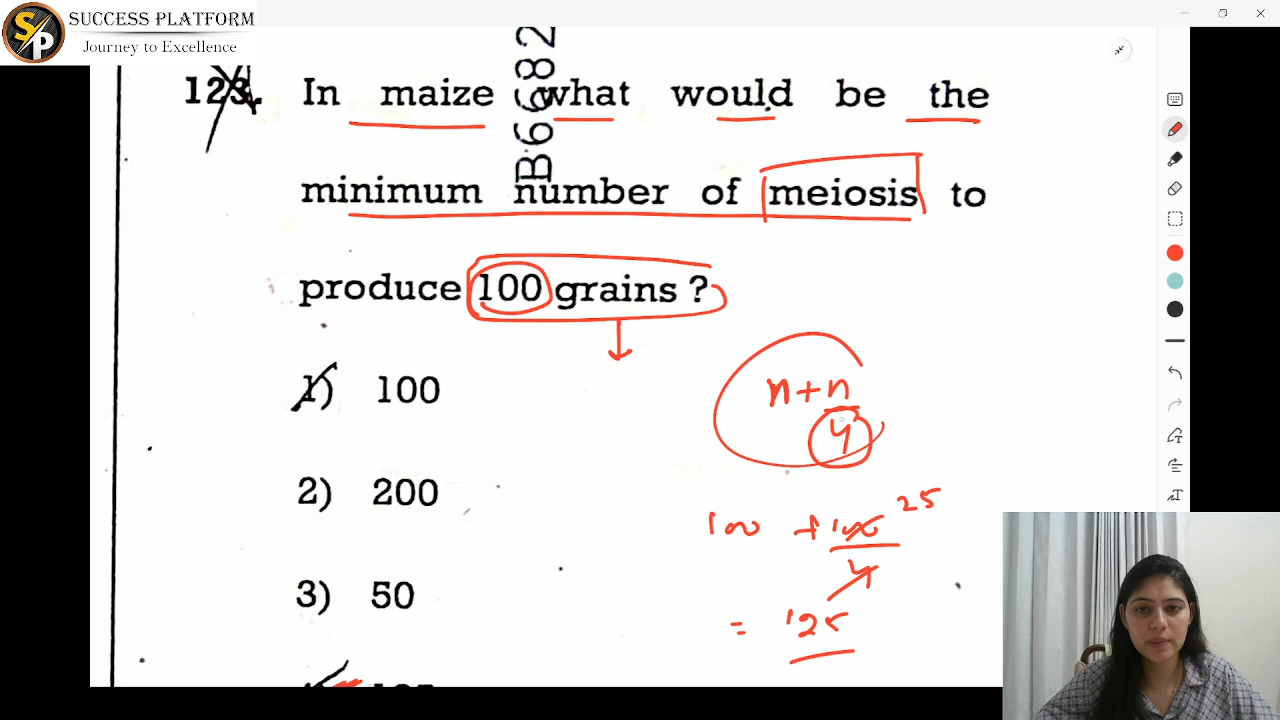 SUCCESS PLATFORM
Journey to Excellence
SP
B6682
123. In maize what would be the
minimum number of meiosis to
produce 100 grains ?
1) 100
2) 200
3) 50
n + n
4
100 + 100 25
4
= 125